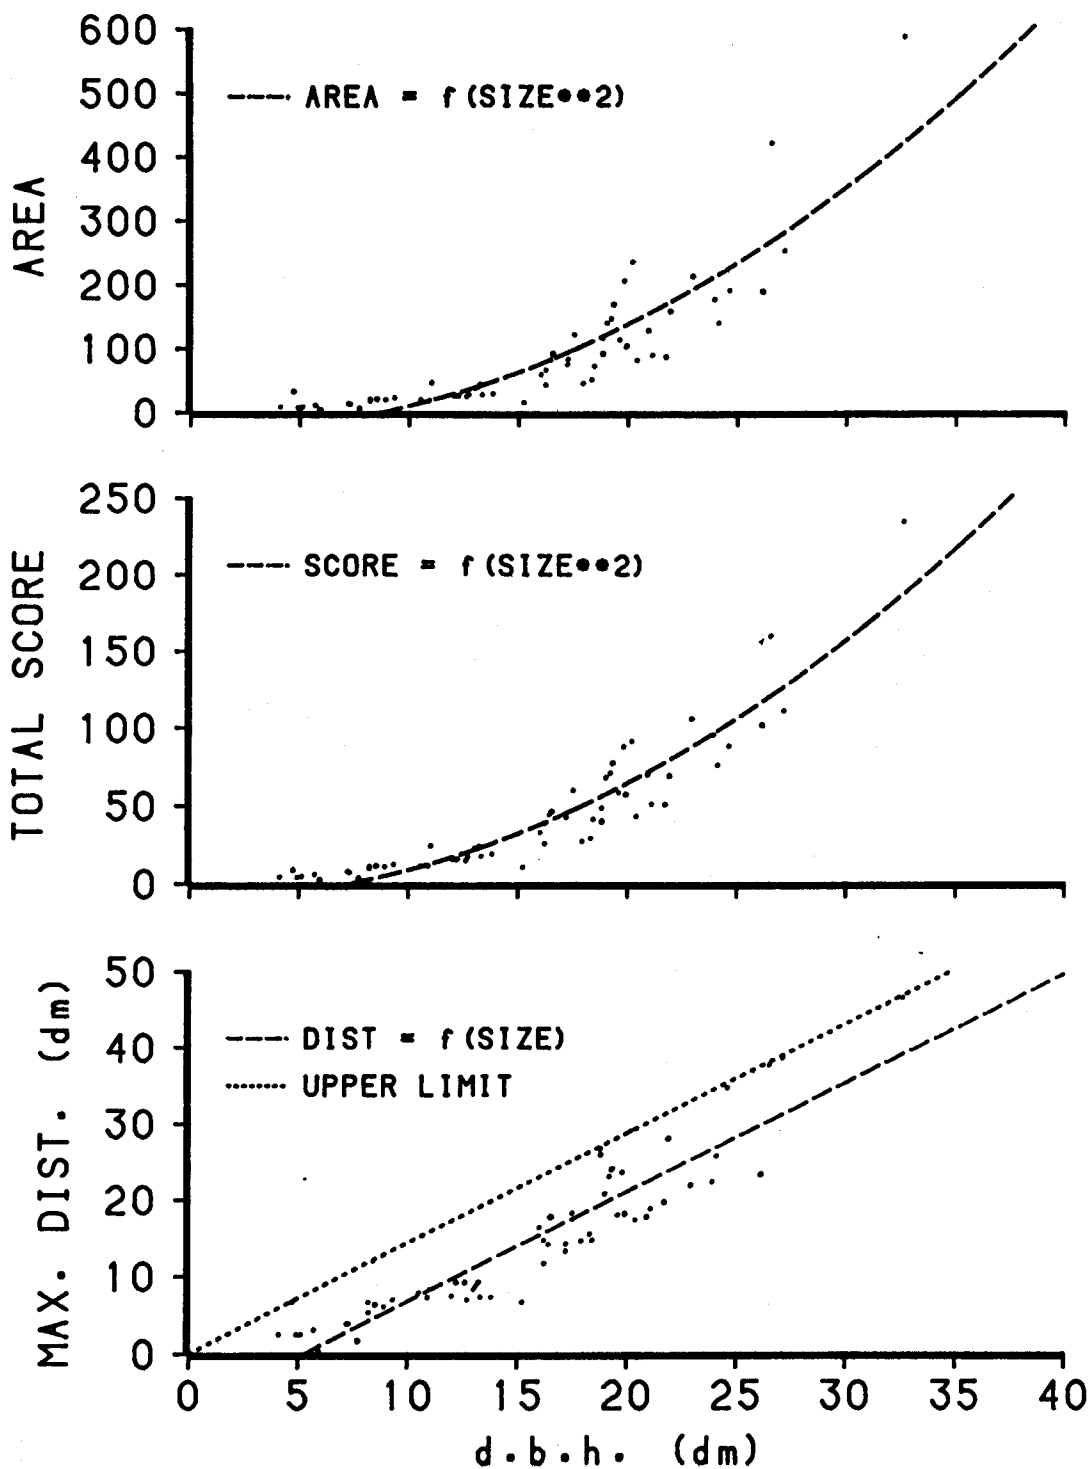 600
500
400
300
200
100
0
AREA
AREA = f(SIZE**2)
250
200
150
100
50
0
TOTAL SCORE
SCORE = f(SIZE**2)
50
40
30
20
10
0
MAX. DIST. (dm)
DIST = f(SIZE)
UPPER LIMIT
0 5 10 15 20 25 30 35 40
d.b.h. (dm)